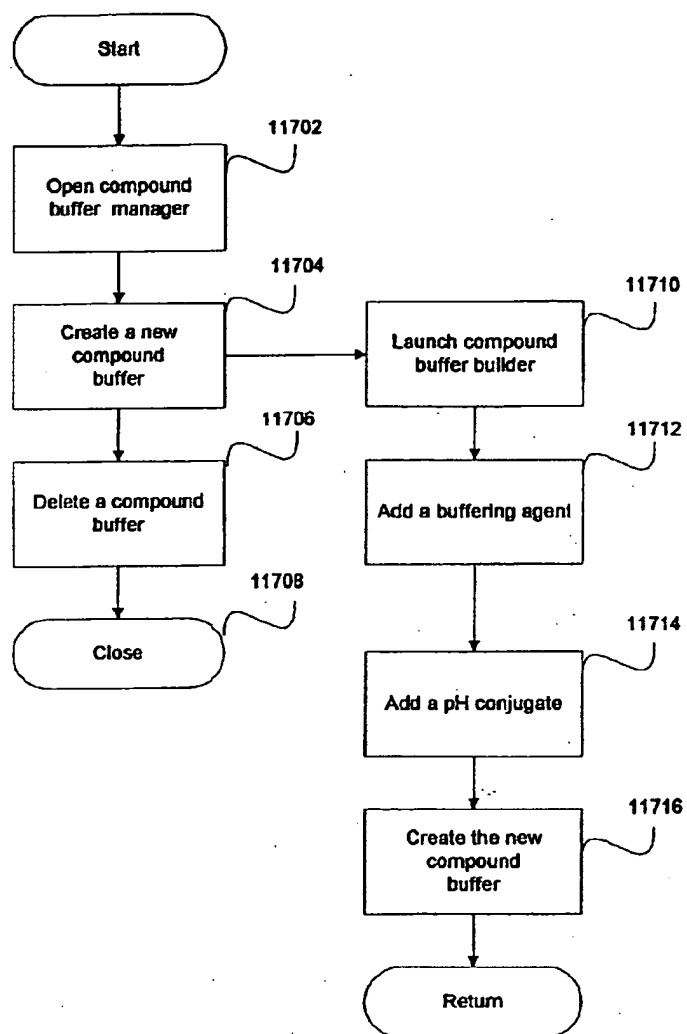 Start
11702
Open compound
buffer manager
11704
Create a new
compound
buffer
11706
Delete a compound
buffer
11708
Close
11710
Launch compound
buffer builder
11712
Add a buffering agent
11714
Add a pH conjugate
11716
Create the new
compound
buffer
Return